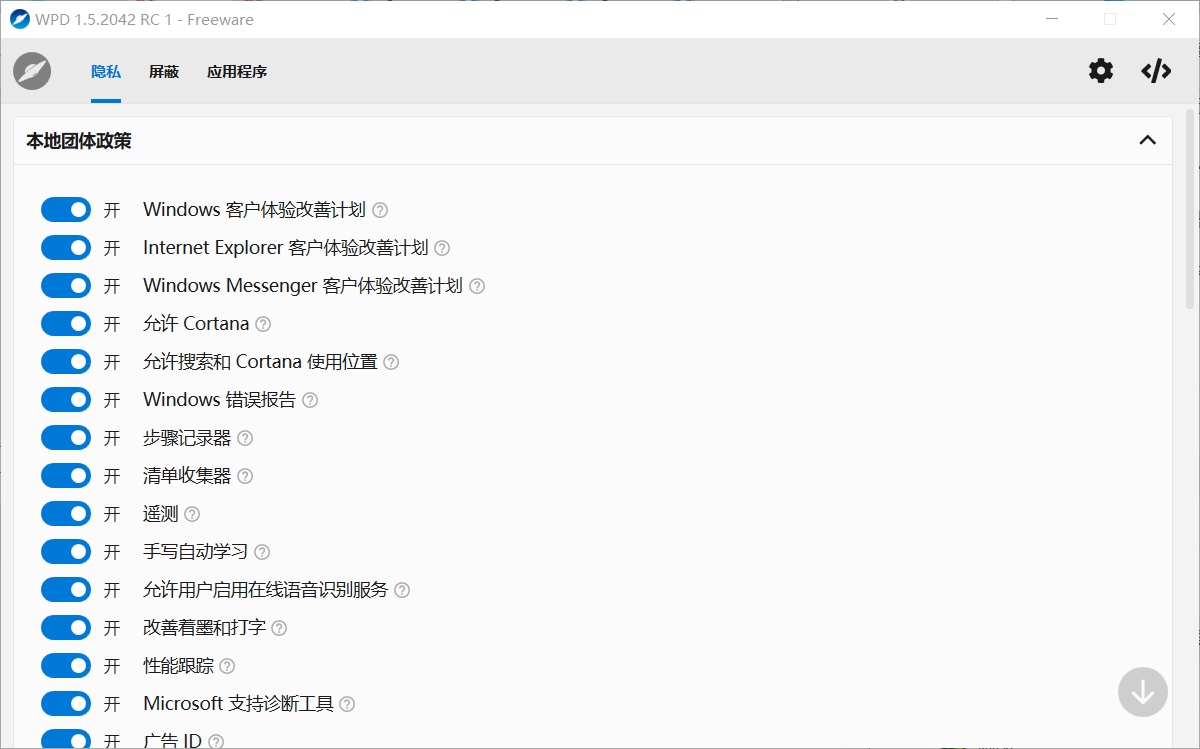 WPD 1.5.2042 RC 1 - Freeware
隐私 屏蔽 应用程序
本地团体政策
开 Windows 客户体验改善计划
开 Internet Explorer 客户体验改善计划
开 Windows Messenger 客户体验改善计划
开 允许 Cortana
开 允许搜索和 Cortana 使用位置
开 Windows 错误报告
开 步骤记录器
开 清单收集器
开 遥测
开 手写自动学习
开 允许用户启用在线语音识别服务
开 改善着墨和打字
开 性能跟踪
开 Microsoft 支持诊断工具
开 广告 ID